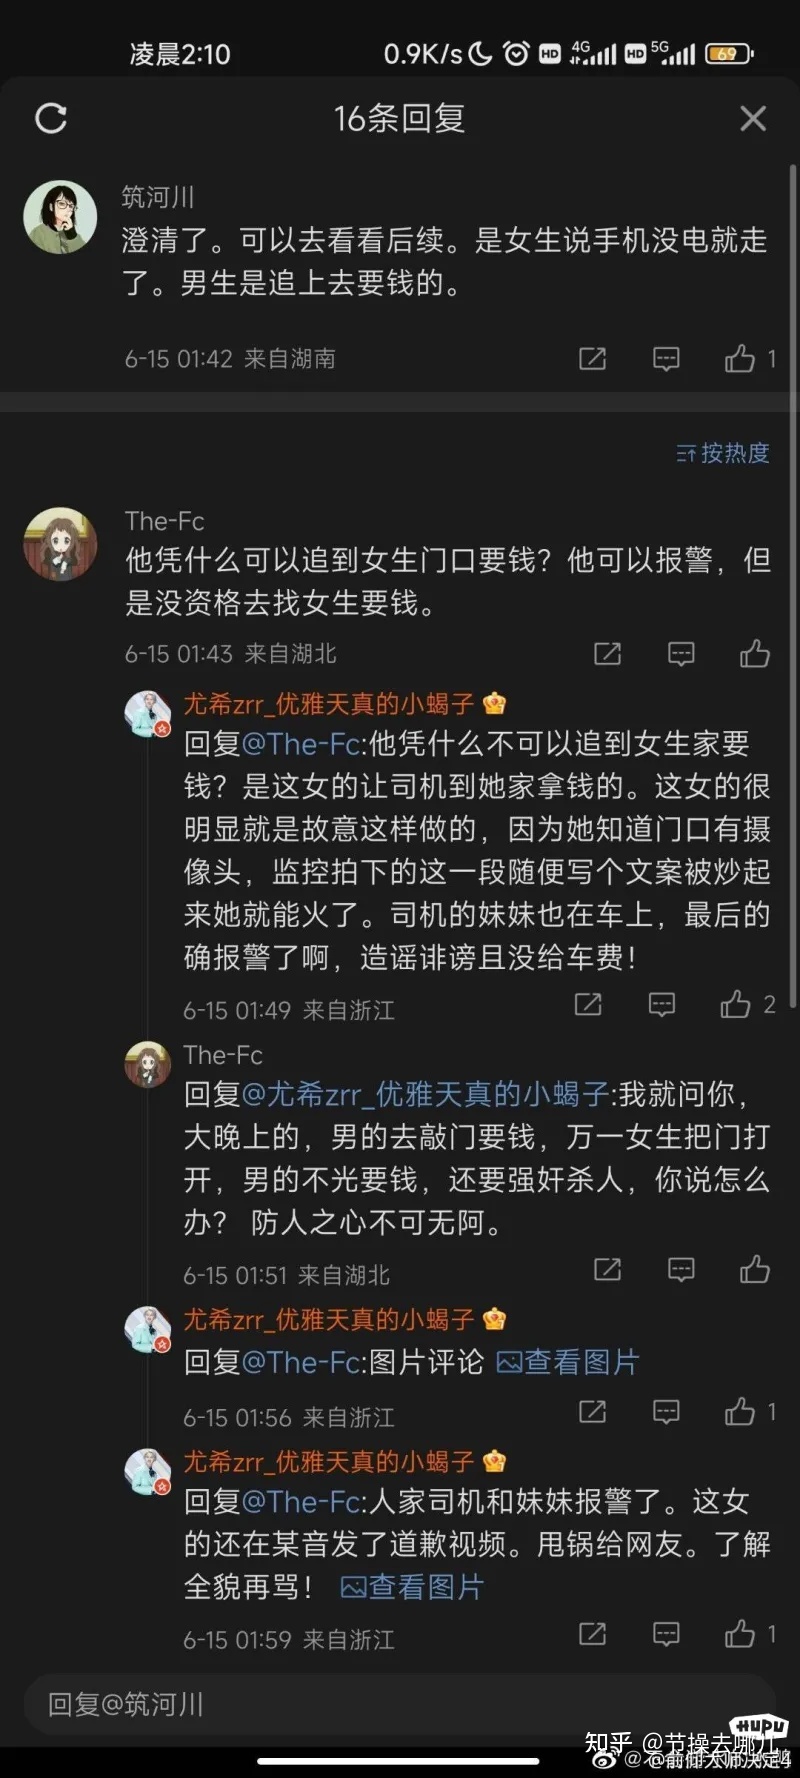 凌晨2:10
0.9K/s HD 4G HD 5G 69
16条回复
筑河川
澄清了。可以去看看后续。是女生说手机没电就走
了。男生是追上去要钱的。
6-15 01:42 来自湖南
1
按热度
The-Fc
他凭什么可以追到女生门口要钱？他可以报警，但
是没资格去找女生要钱。
6-15 01:43 来自湖北
尤希zrr_优雅天真的小蝎子
回复@The-Fc:他凭什么不可以追到女生家要
钱？是这女的让司机到她家拿钱的。这女的很
明显就是故意这样做的，因为她知道门口有摄
像头，监控拍下的这一段随便写个文案被炒起
来她就能火了。司机的妹妹也在车上，最后的
确报警了啊，造谣诽谤且没给车费！
6-15 01:49 来自浙江
2
The-Fc
回复@尤希zrr_优雅天真的小蝎子:我就问你，
大晚上的，男的去敲门要钱，万一女生把门打
开，男的不光要钱，还要强奸杀人，你说怎么
办？ 防人之心不可无阿。
6-15 01:51 来自湖北
尤希zrr_优雅天真的小蝎子
回复@The-Fc:图片评论 查看图片
6-15 01:56 来自浙江
1
尤希zrr_优雅天真的小蝎子
回复@The-Fc:人家司机和妹妹报警了。这女
的还在某音发了道歉视频。甩锅给网友。了解
全貌再骂！ 查看图片
6-15 01:59 来自浙江
1
回复@筑河川
HUPU
知乎 @节操去哪儿